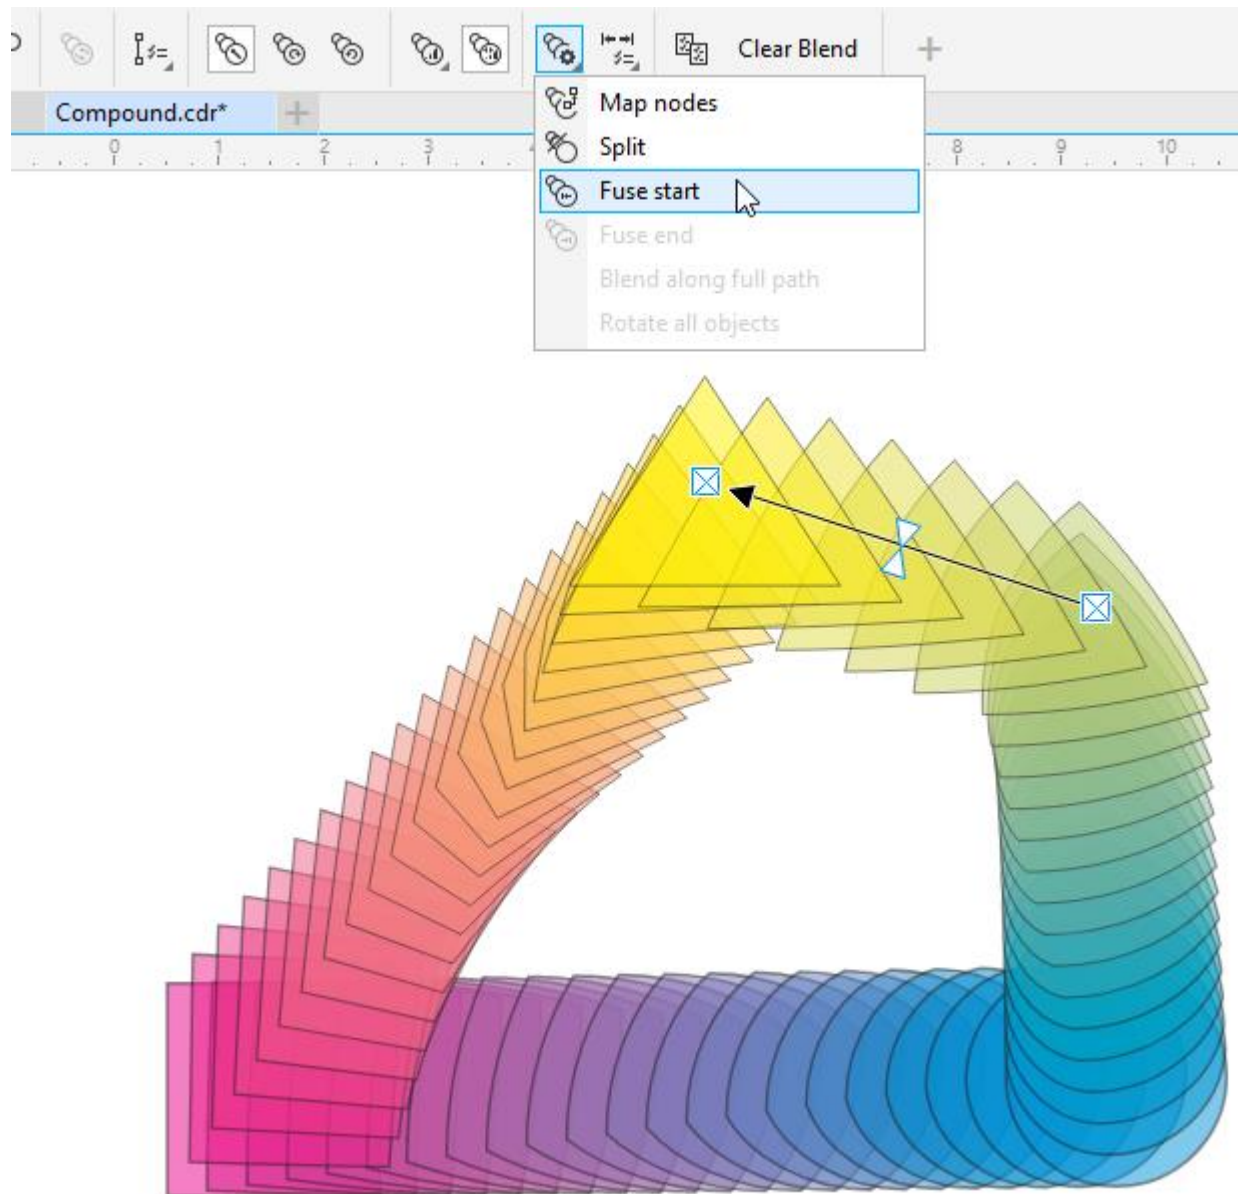 Clear Blend
Compound.cdr*
0 1 2 3 4 8 9 10
Map nodes
Split
Fuse start
Fuse end
Blend along full path
Rotate all objects